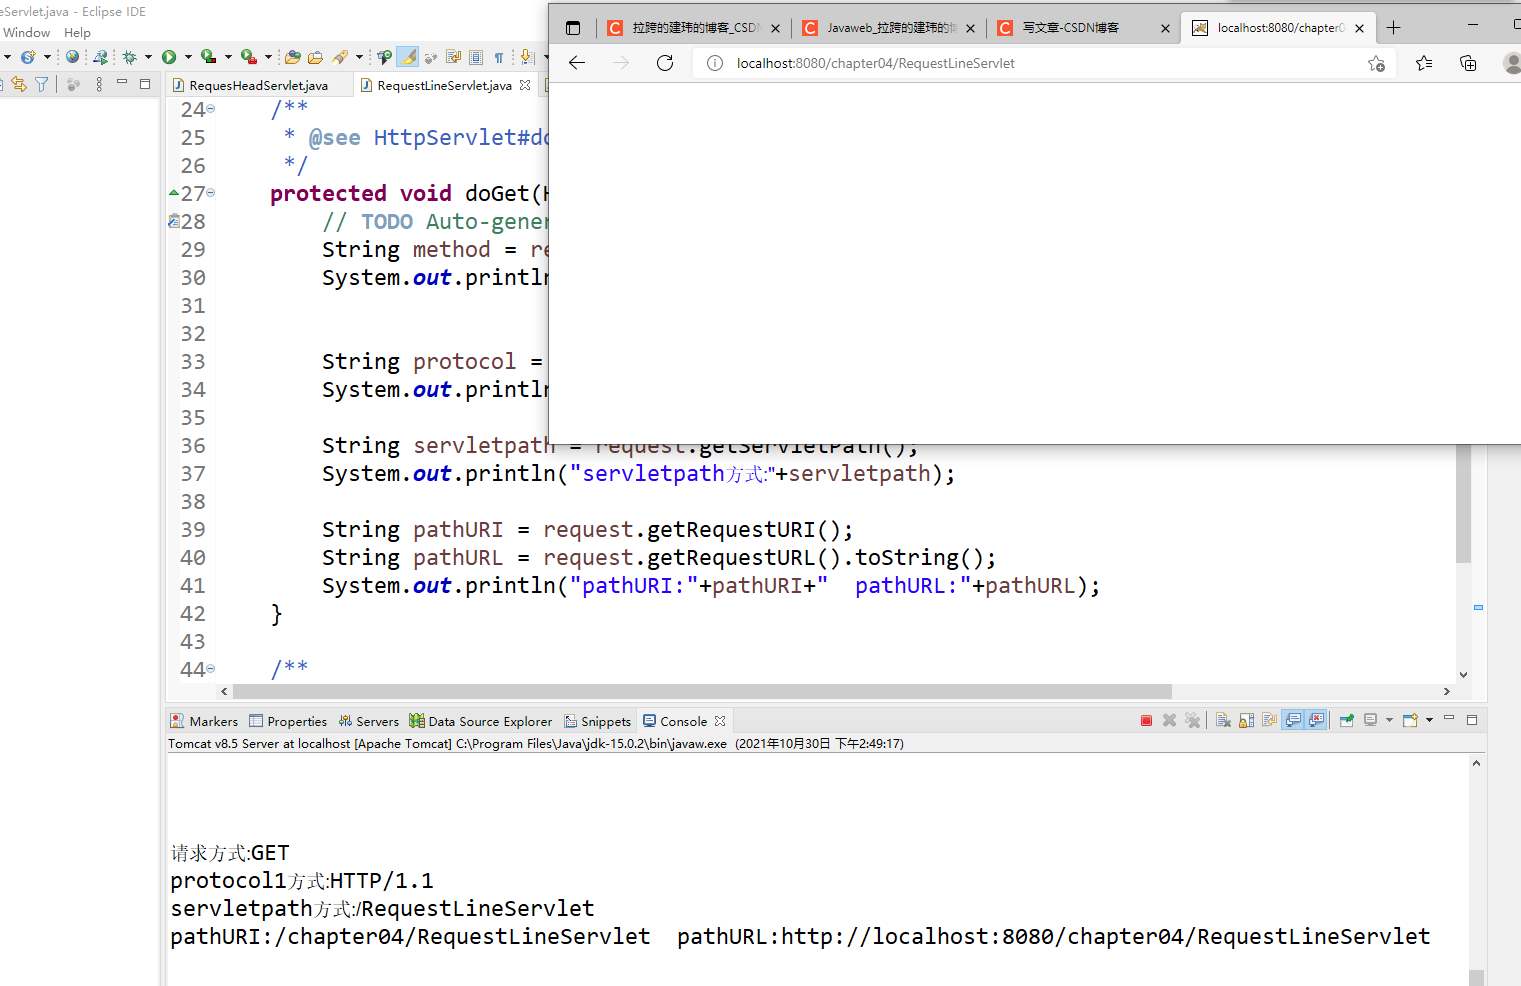 eServlet.java - Eclipse IDE
Window Help
拉跨的建玮的博客_CSD
Javaweb_拉跨的建玮的
写文章-CSDN博客
localhost:8080/chapter0
localhost:8080/chapter04/RequestLineServlet
RequesHeadServlet.java
RequestLineServlet.java
24 /**
25 * @see HttpServlet#do
26 */
27 protected void doGet(
28 // TODO Auto-gener
29 String method = re
30 System.out.println
31
32
33 String protocol =
34 System.out.println
35
36 String servletpath = request.getServletPath();
37 System.out.println("servletpath方式:"+servletpath);
38
39 String pathURI = request.getRequestURI();
40 String pathURL = request.getRequestURL().toString();
41 System.out.println("pathURI:"+pathURI+"  pathURL:"+pathURL);
42 }
43
44 /**
Markers Properties Servers Data Source Explorer Snippets Console
Tomcat v8.5 Server at localhost [Apache Tomcat] C:\Program Files\Java\jdk-15.0.2\bin\javaw.exe (2021年10月30日 下午2:49:17)
请求方式:GET
protocol1方式:HTTP/1.1
servletpath方式:/RequestLineServlet
pathURI:/chapter04/RequestLineServlet  pathURL:http://localhost:8080/chapter04/RequestLineServlet